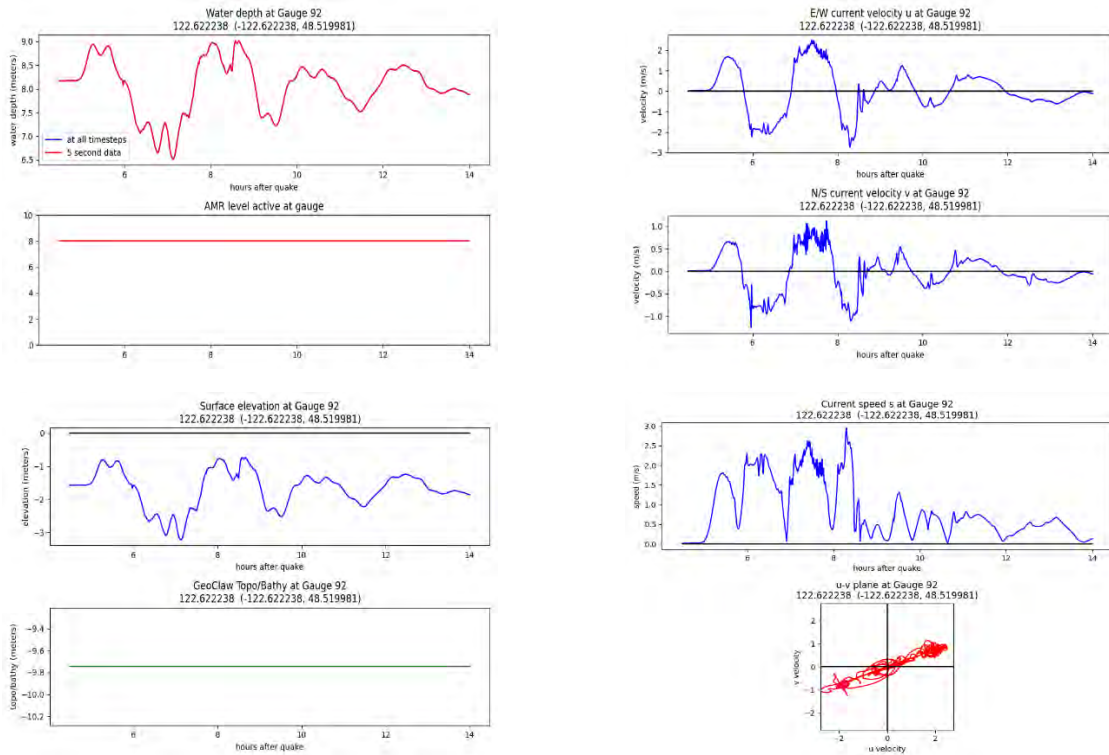 Water depth at Gauge 92
122.622238 (-122.622238, 48.519981)
water depth (meters)
9.0
8.5
8.0
7.5
7.0
6.5
at all timesteps
5 second data
6 8 10 12 14
hours after quake
AMR level active at gauge
10
8
6
4
2
0
6 8 10 12 14
hours after quake
Surface elevation at Gauge 92
122.622238 (-122.622238, 48.519981)
elevation (meters)
0
−1
−2
−3
6 8 10 12 14
hours after quake
GeoClaw Topo/Bathy at Gauge 92
122.622238 (-122.622238, 48.519981)
topo/bathy (meters)
−9.4
−9.6
−9.8
−10.0
−10.2
6 8 10 12 14
hours after quake
E/W current velocity u at Gauge 92
122.622238 (-122.622238, 48.519981)
velocity (m/s)
2
1
0
−1
−2
−3
6 8 10 12 14
hours after quake
N/S current velocity v at Gauge 92
122.622238 (-122.622238, 48.519981)
velocity (m/s)
1.0
0.5
0.0
−0.5
−1.0
6 8 10 12 14
hours after quake
Current speed s at Gauge 92
122.622238 (-122.622238, 48.519981)
speed (m/s)
3.0
2.5
2.0
1.5
1.0
0.5
0.0
6 8 10 12 14
hours after quake
u-v plane at Gauge 92
122.622238 (-122.622238, 48.519981)
v velocity
2
1
0
−1
−2
−2 0 2
u velocity